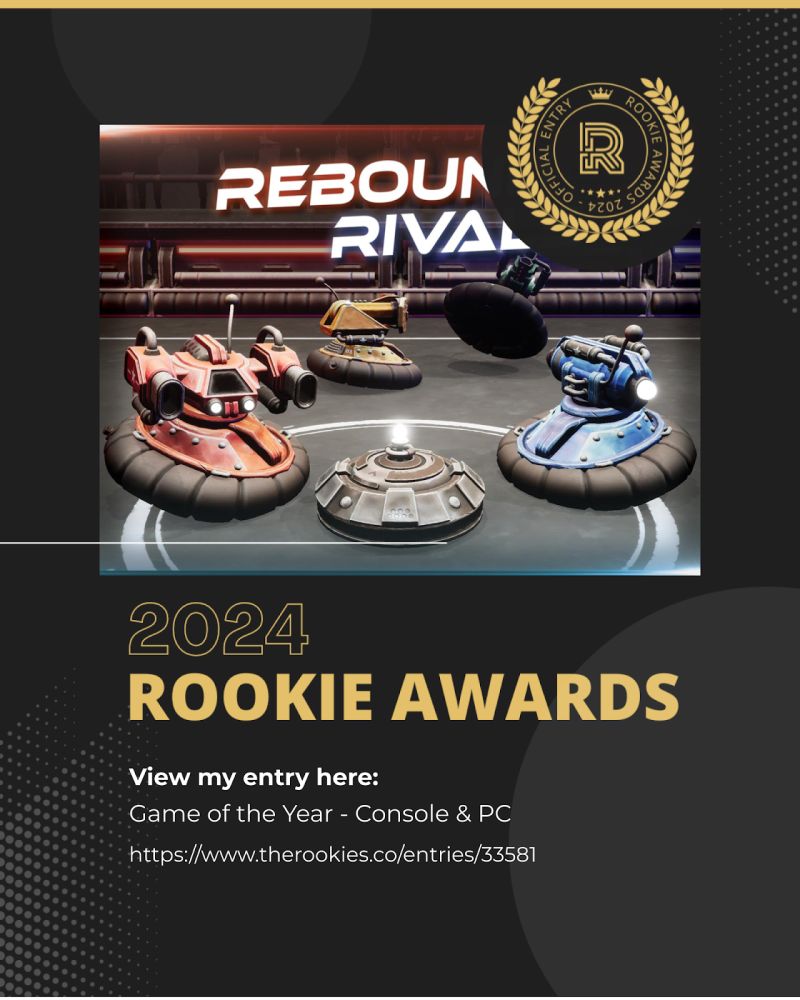 REBOUN
RIVAL
OFFICIAL ENTRY - ROOKIE AWARDS 2024 -
R
2024
ROOKIE AWARDS
View my entry here:
Game of the Year - Console & PC
https://www.therookies.co/entries/33581